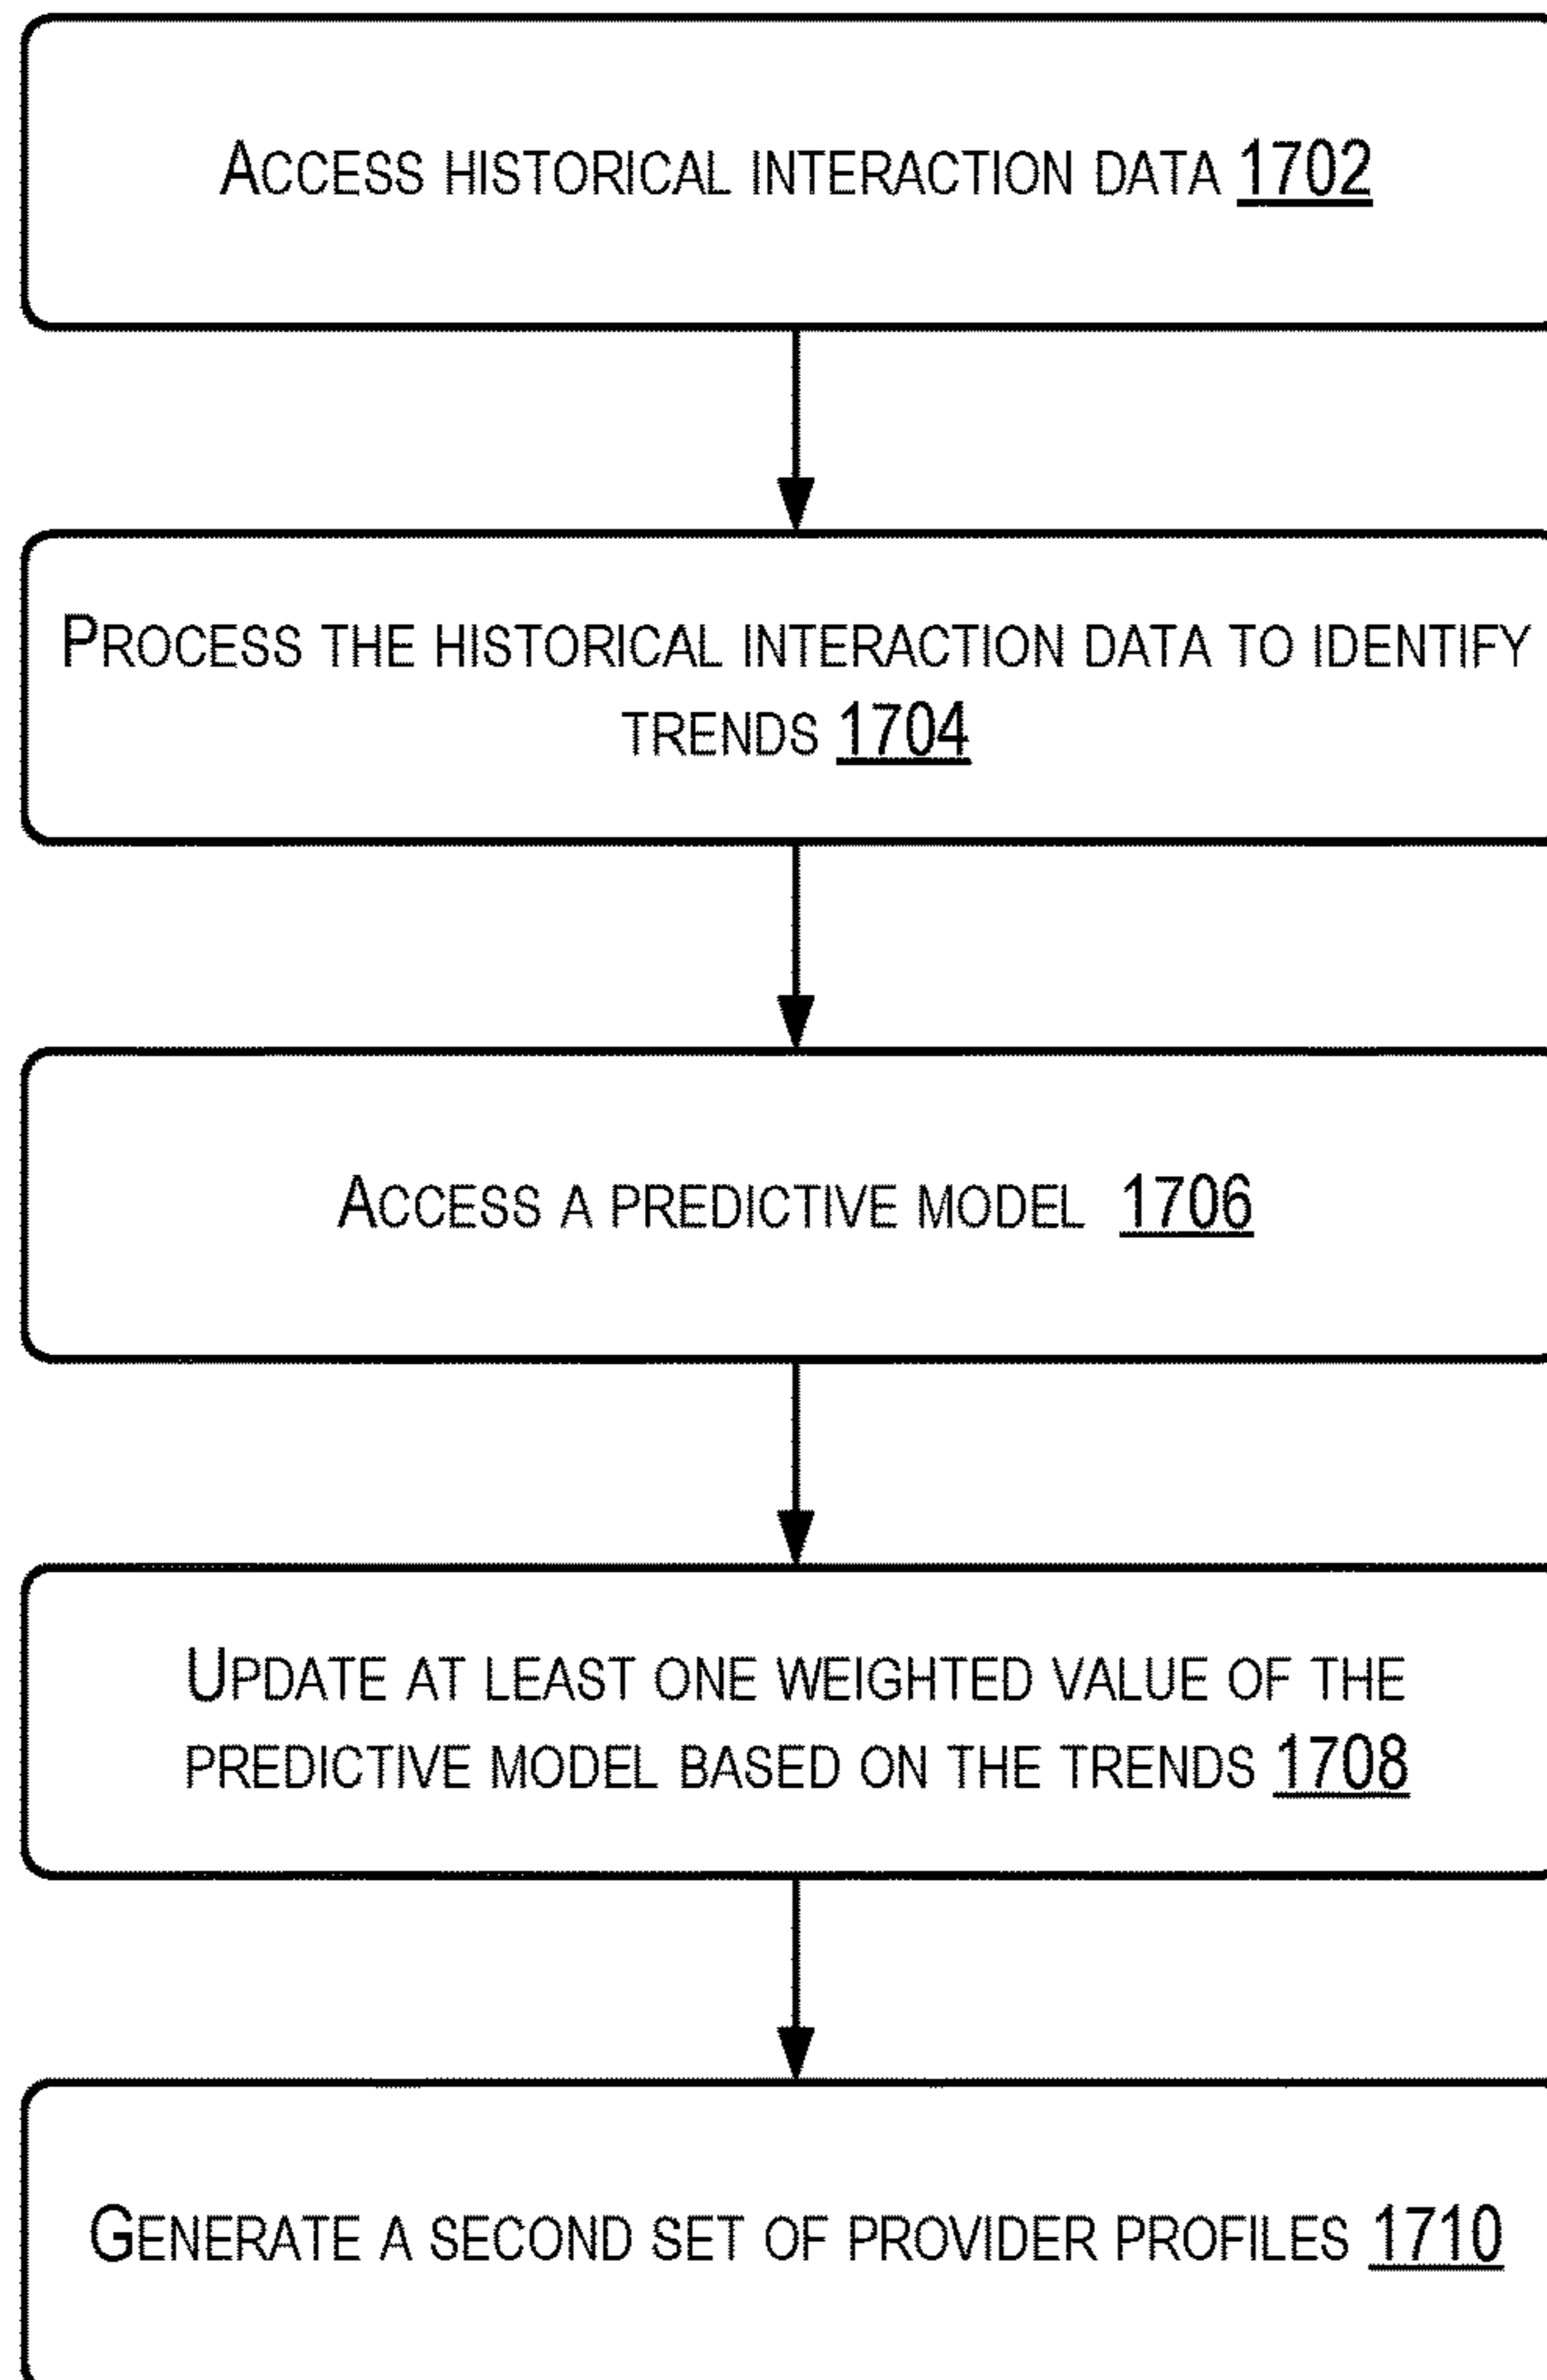 ACCESS HISTORICAL INTERACTION DATA 1702
PROCESS THE HISTORICAL INTERACTION DATA TO IDENTIFY
TRENDS 1704
ACCESS A PREDICTIVE MODEL 1706
UPDATE AT LEAST ONE WEIGHTED VALUE OF THE
PREDICTIVE MODEL BASED ON THE TRENDS 1708
GENERATE A SECOND SET OF PROVIDER PROFILES 1710